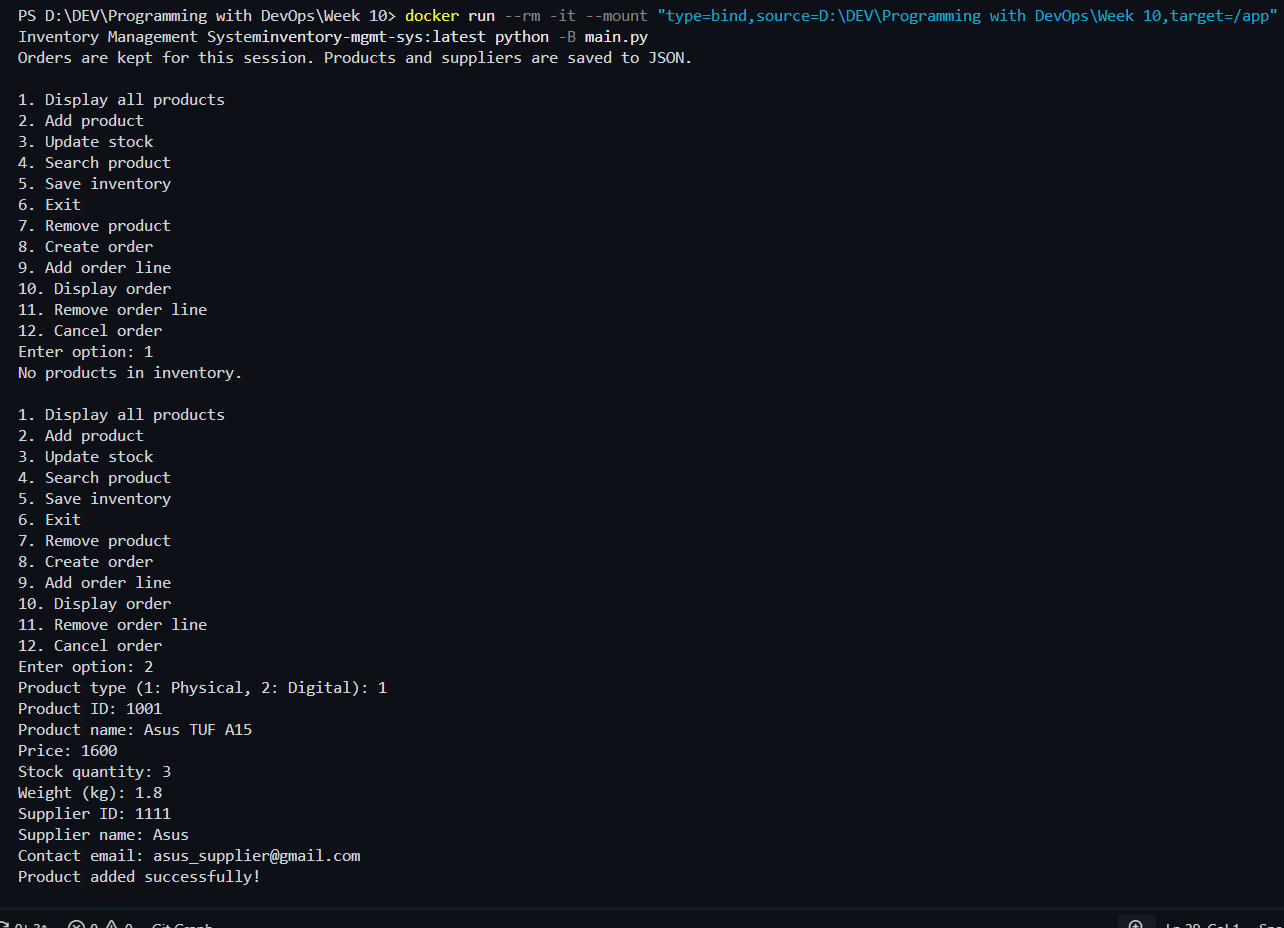 PS D:\DEV\Programming with DevOps\Week 10> docker run --rm -it --mount "type=bind,source=D:\DEV\Programming with DevOps\Week 10,target=/app"
Inventory Management Systeminventory-mgmt-sys:latest python -B main.py
Orders are kept for this session. Products and suppliers are saved to JSON.
1. Display all products
2. Add product
3. Update stock
4. Search product
5. Save inventory
6. Exit
7. Remove product
8. Create order
9. Add order line
10. Display order
11. Remove order line
12. Cancel order
Enter option: 1
No products in inventory.
1. Display all products
2. Add product
3. Update stock
4. Search product
5. Save inventory
6. Exit
7. Remove product
8. Create order
9. Add order line
10. Display order
11. Remove order line
12. Cancel order
Enter option: 2
Product type (1: Physical, 2: Digital): 1
Product ID: 1001
Product name: Asus TUF A15
Price: 1600
Stock quantity: 3
Weight (kg): 1.8
Supplier ID: 1111
Supplier name: Asus
Contact email: asus_supplier@gmail.com
Product added successfully!